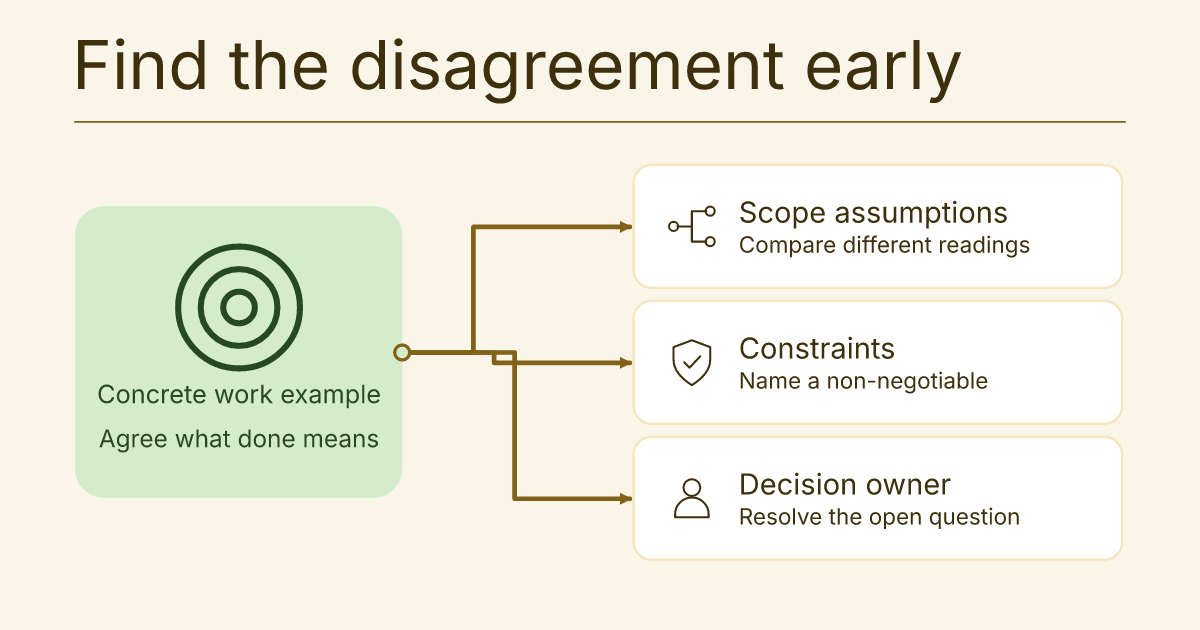 Find the disagreement early
Concrete work example
Agree what done means
Scope assumptions
Compare different readings
Constraints
Name a non-negotiable
Decision owner
Resolve the open question